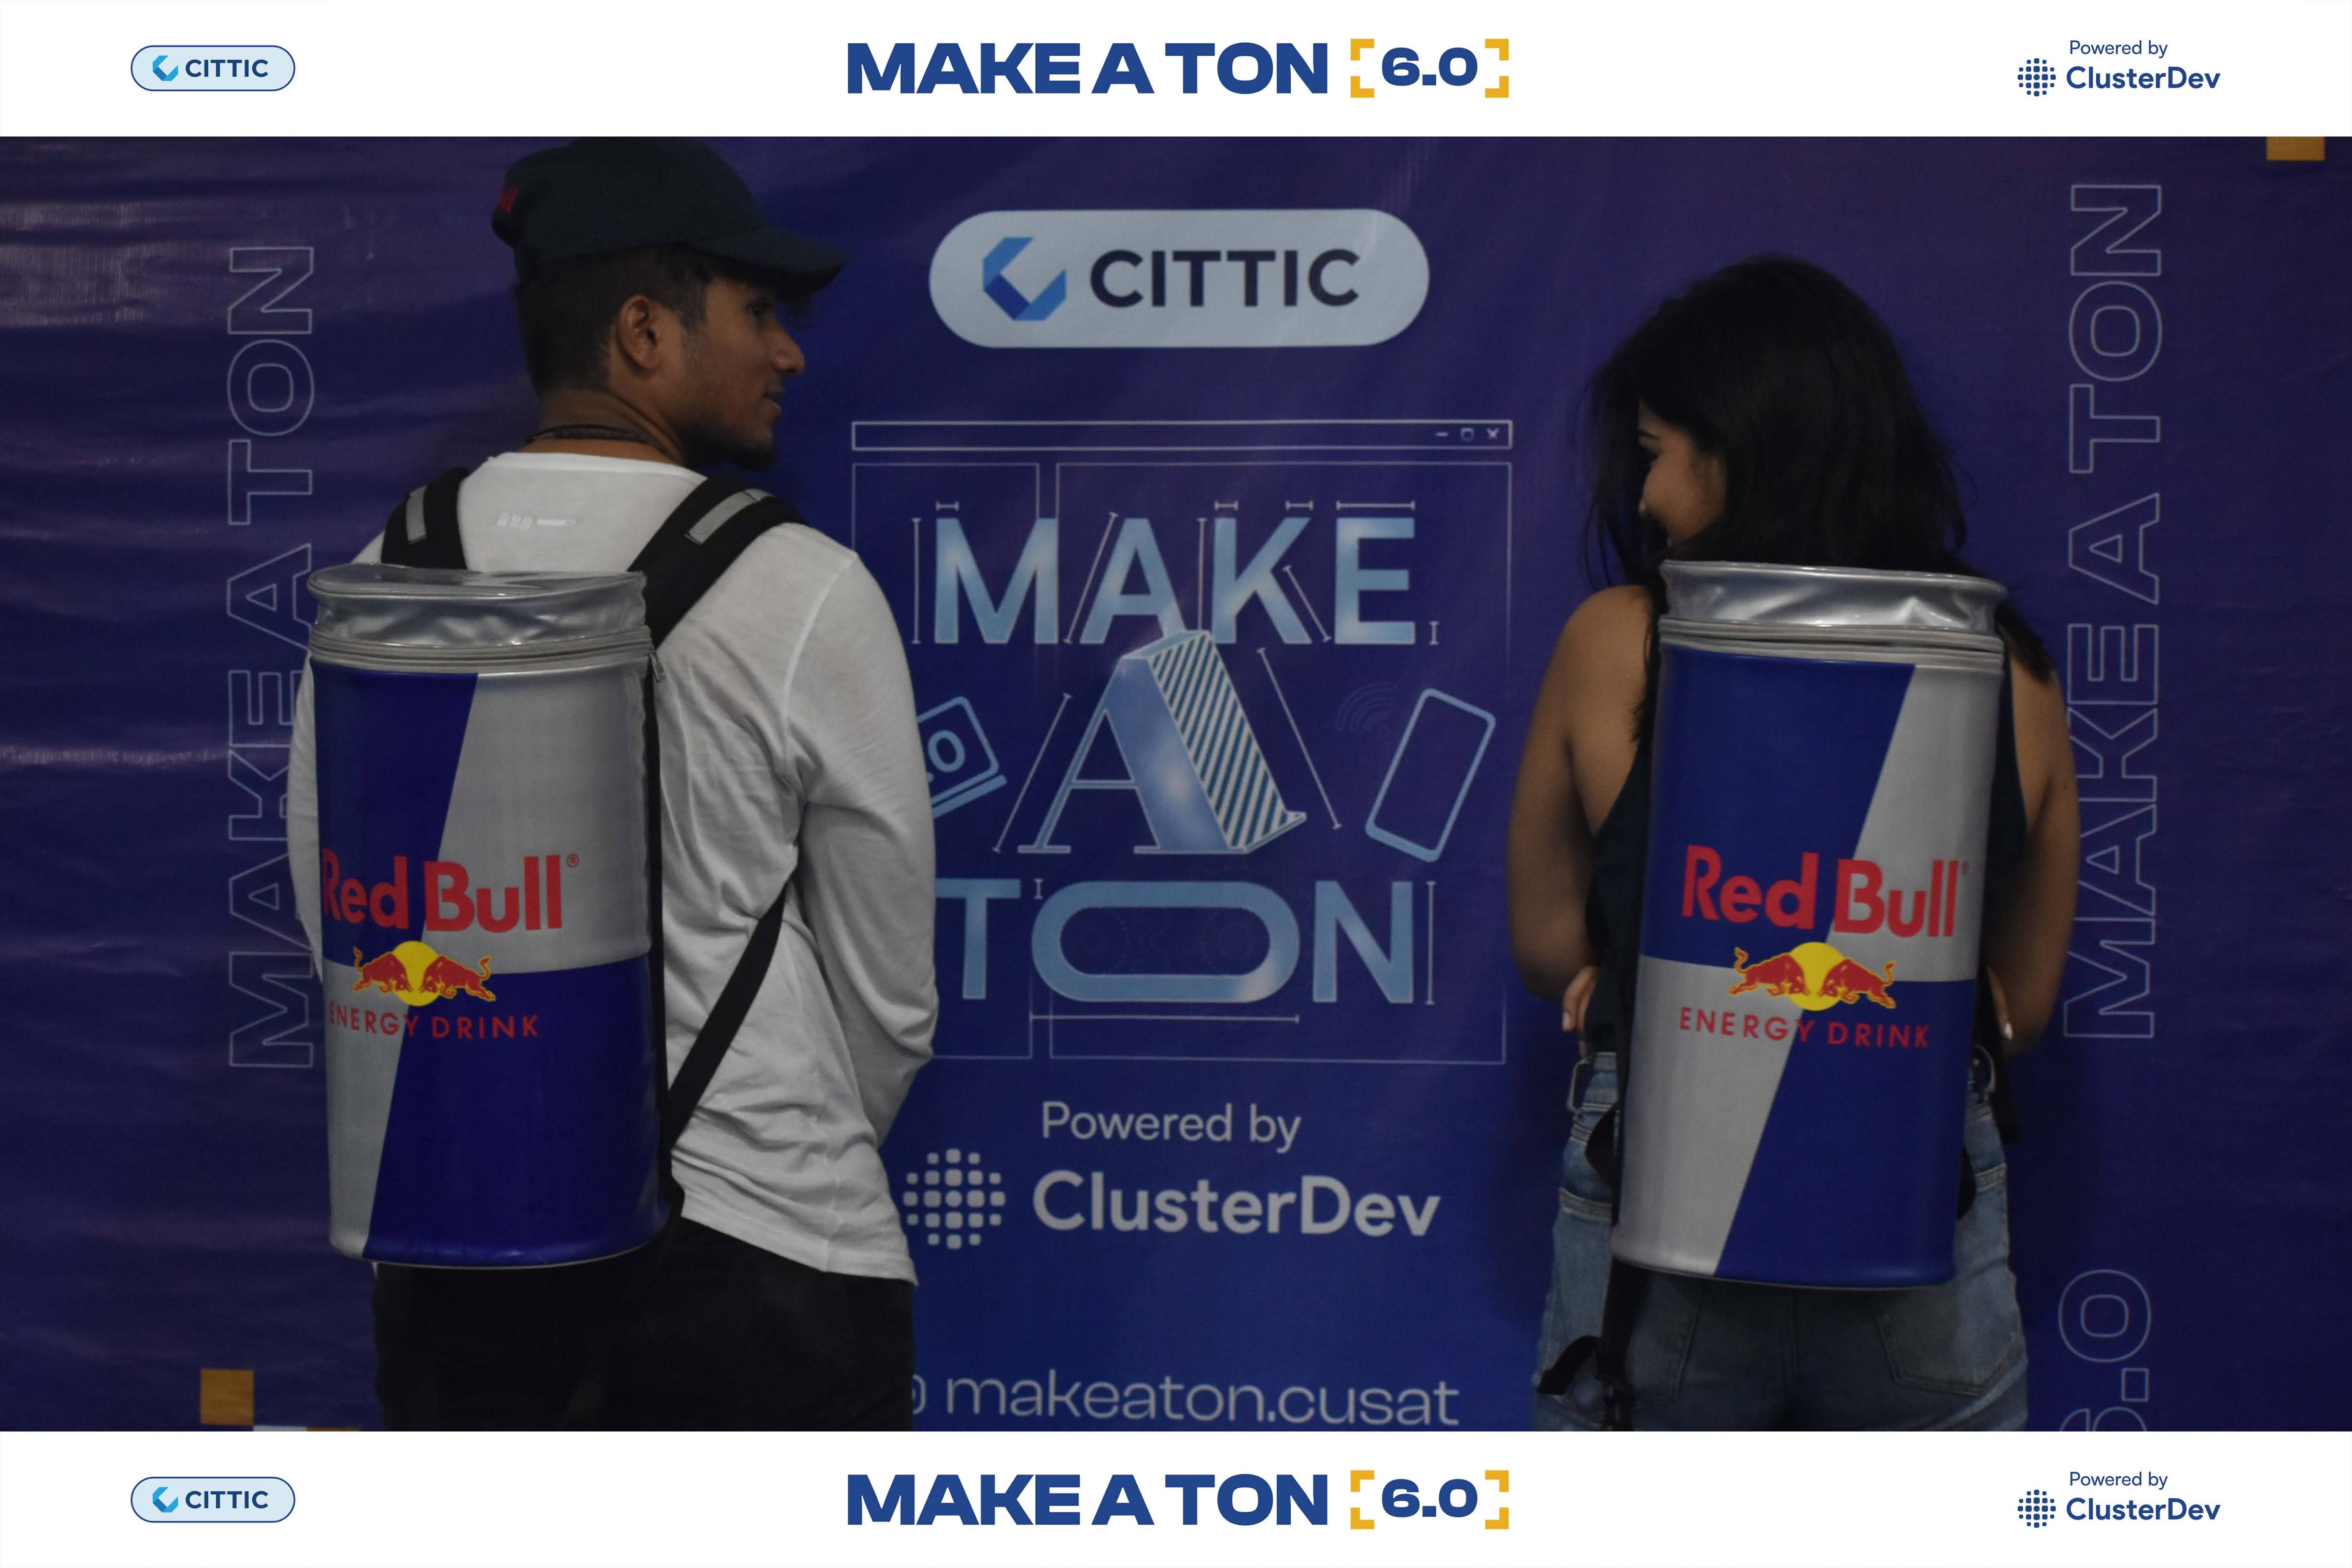 CITTIC
MAKE A TON [6.0]
Powered by
ClusterDev
MAKE A TON
CITTIC
MAKE
A
TON
Powered by
ClusterDev
makeaton.cusat
Red Bull®
ENERGY DRINK
Red Bull®
ENERGY DRINK
MAKE A TON
6.0
CITTIC
MAKE A TON [6.0]
Powered by
ClusterDev